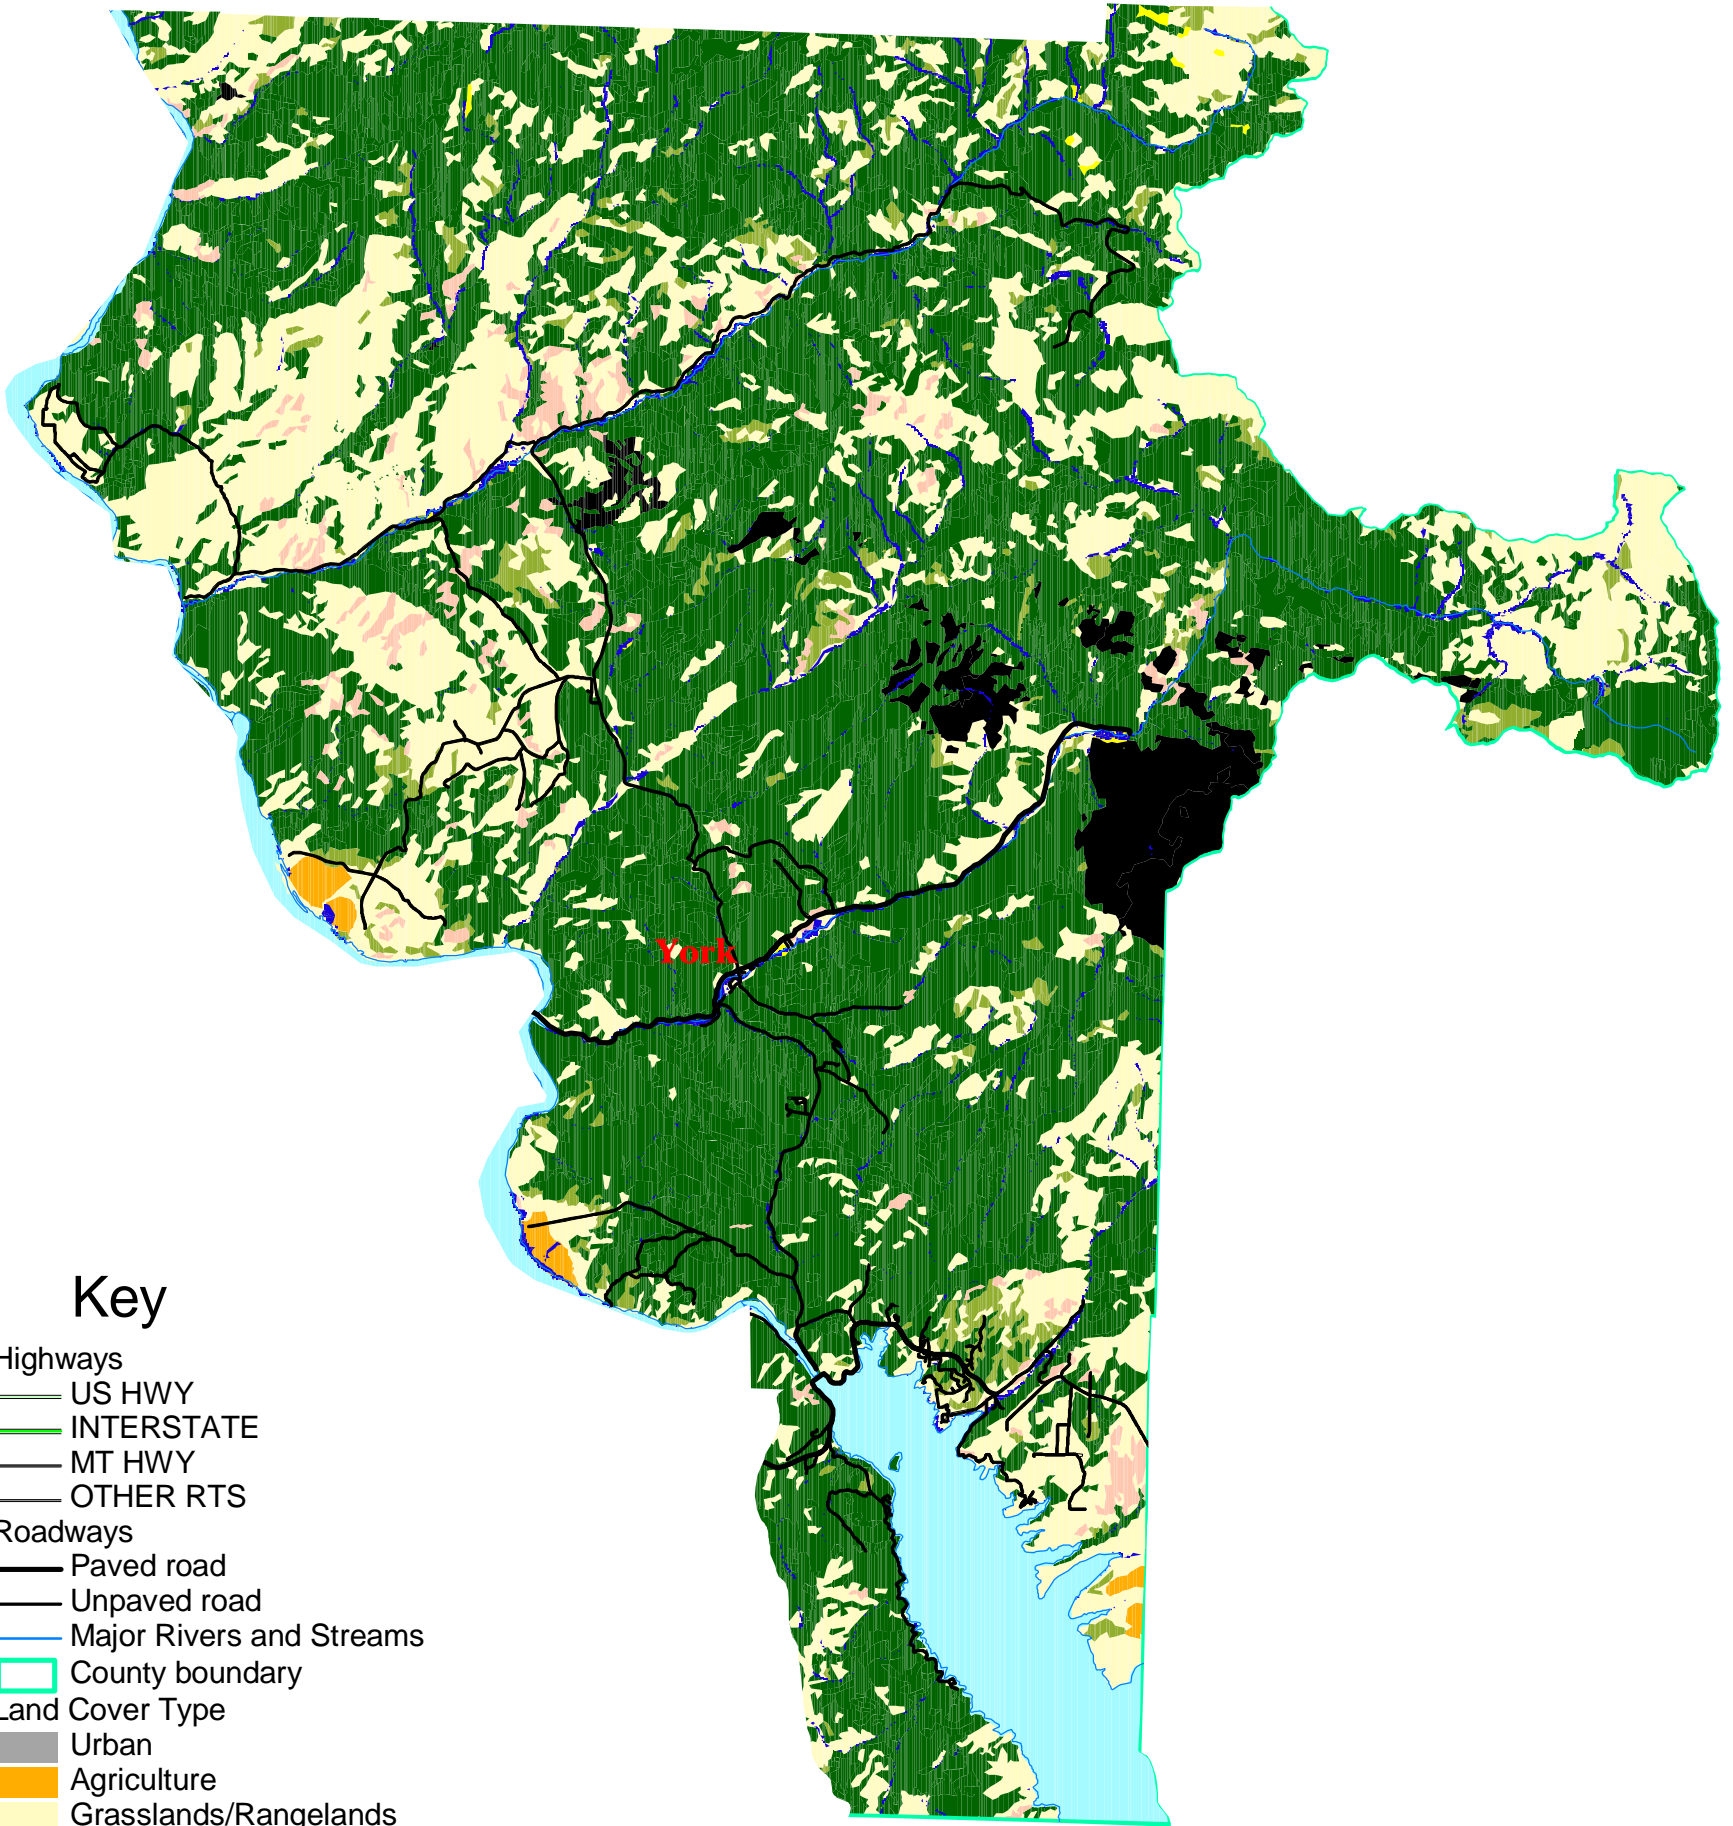 York
Key
Highways
US HWY
INTERSTATE
MT HWY
OTHER RTS
Roadways
Paved road
Unpaved road
Major Rivers and Streams
County boundary
Land Cover Type
Urban
Agriculture
Grasslands/Rangelands